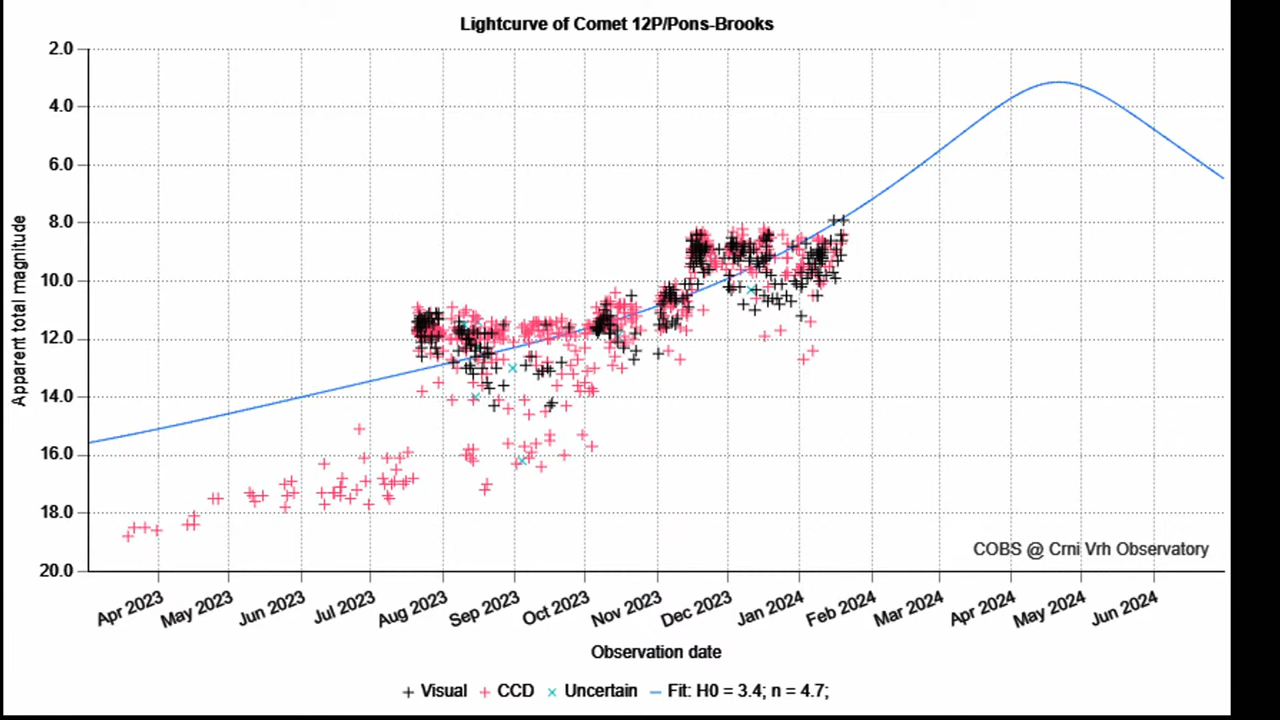 Lightcurve of Comet 12P/Pons-Brooks
2.0
4.0
6.0
8.0
10.0
12.0
14.0
16.0
18.0
20.0
Apparent total magnitude
COBS @ Crni Vrh Observatory
Apr 2023 May 2023 Jun 2023 Jul 2023 Aug 2023 Sep 2023 Oct 2023 Nov 2023 Dec 2023 Jan 2024 Feb 2024 Mar 2024 Apr 2024 May 2024 Jun 2024
Observation date
Visual CCD Uncertain Fit: H0 = 3.4; n = 4.7;